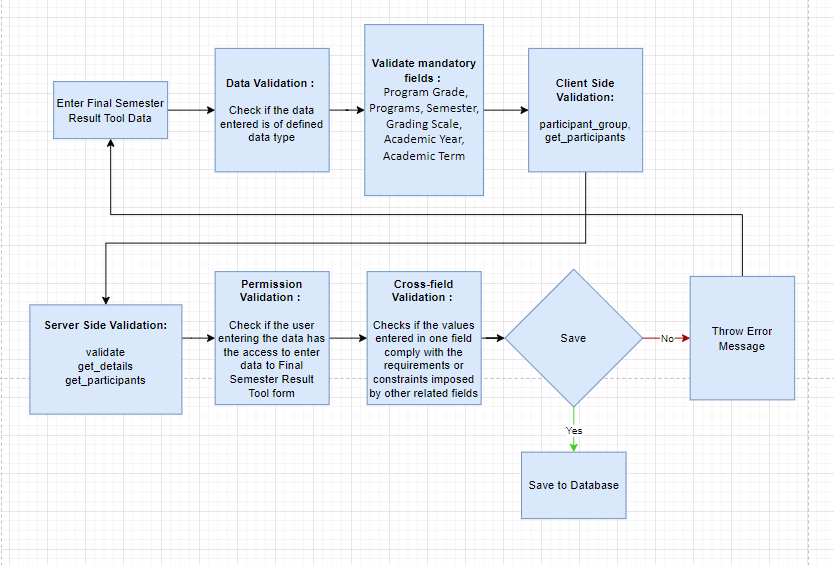 Enter Final Semester
Result Tool Data
Data Validation :
Check if the data
entered is of defined
data type
Validate mandatory
fields :
Program Grade,
Programs, Semester,
Grading Scale,
Academic Year,
Academic Term
Client Side
Validation:
participant_group,
get_participants
Server Side Validation:
validate
get_details
get_participants
Permission
Validation :
Check if the user
entering the data has
the access to enter
data to Final
Semester Result
Tool form
Cross-field
Validation :
Checks if the values
entered in one field
comply with the
requirements or
constraints imposed
by other related fields
Save
No
Throw Error
Message
Yes
Save to Database